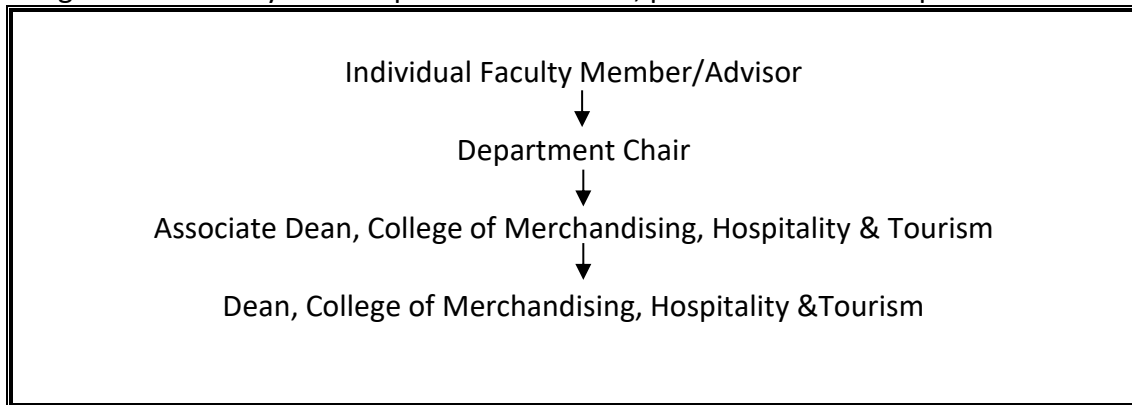 Individual Faculty Member/Advisor
Department Chair
Associate Dean, College of Merchandising, Hospitality & Tourism
Dean, College of Merchandising, Hospitality &Tourism